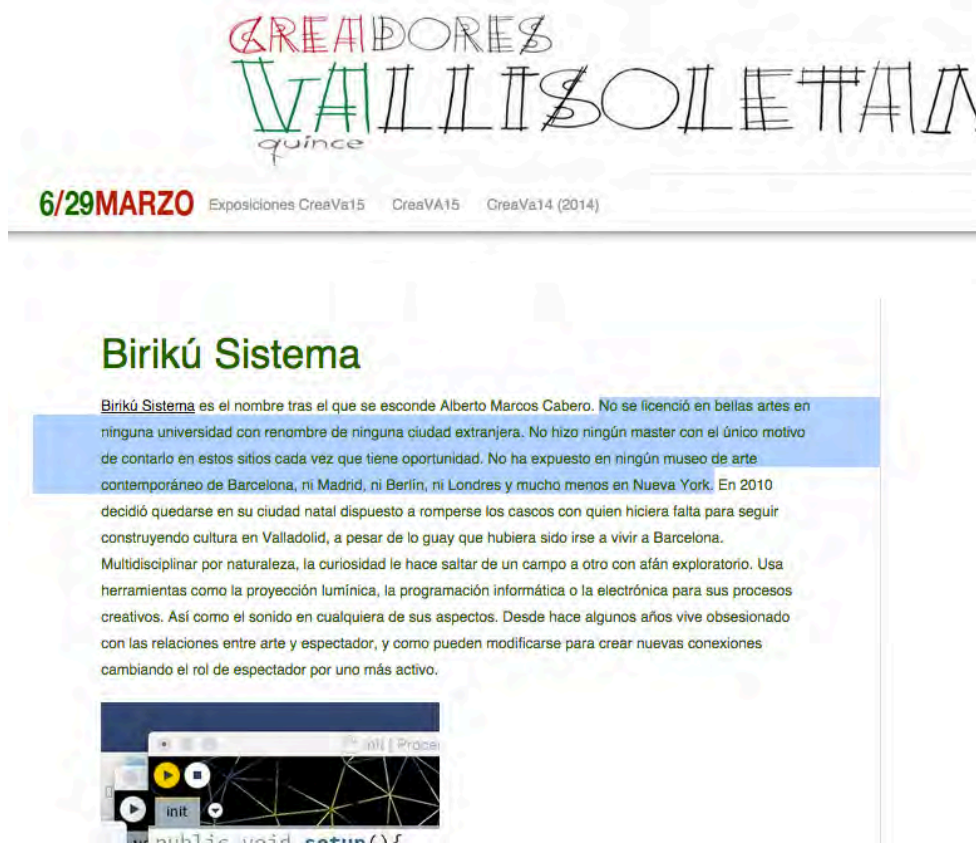 CREADORES
VALLISOLETAN
quince
6/29MARZO Exposiciones CreaVa15 CreaVA15 CreaVa14 (2014)
Birikú Sistema
Birikú Sistema es el nombre tras el que se esconde Alberto Marcos Cabero. No se licenció en bellas artes en
ninguna universidad con renombre de ninguna ciudad extranjera. No hizo ningún master con el único motivo
de contarlo en estos sitios cada vez que tiene oportunidad. No ha expuesto en ningún museo de arte
contemporáneo de Barcelona, ni Madrid, ni Berlín, ni Londres y mucho menos en Nueva York. En 2010
decidió quedarse en su ciudad natal dispuesto a romperse los cascos con quien hiciera falta para seguir
construyendo cultura en Valladolid, a pesar de lo guay que hubiera sido irse a vivir a Barcelona.
Multidisciplinar por naturaleza, la curiosidad le hace saltar de un campo a otro con afán exploratorio. Usa
herramientas como la proyección lumínica, la programación informática o la electrónica para sus procesos
creativos. Así como el sonido en cualquiera de sus aspectos. Desde hace algunos años vive obsesionado
con las relaciones entre arte y espectador, y como pueden modificarse para crear nuevas conexiones
cambiando el rol de espectador por uno más activo.
init | Proce
init
public void setup(){